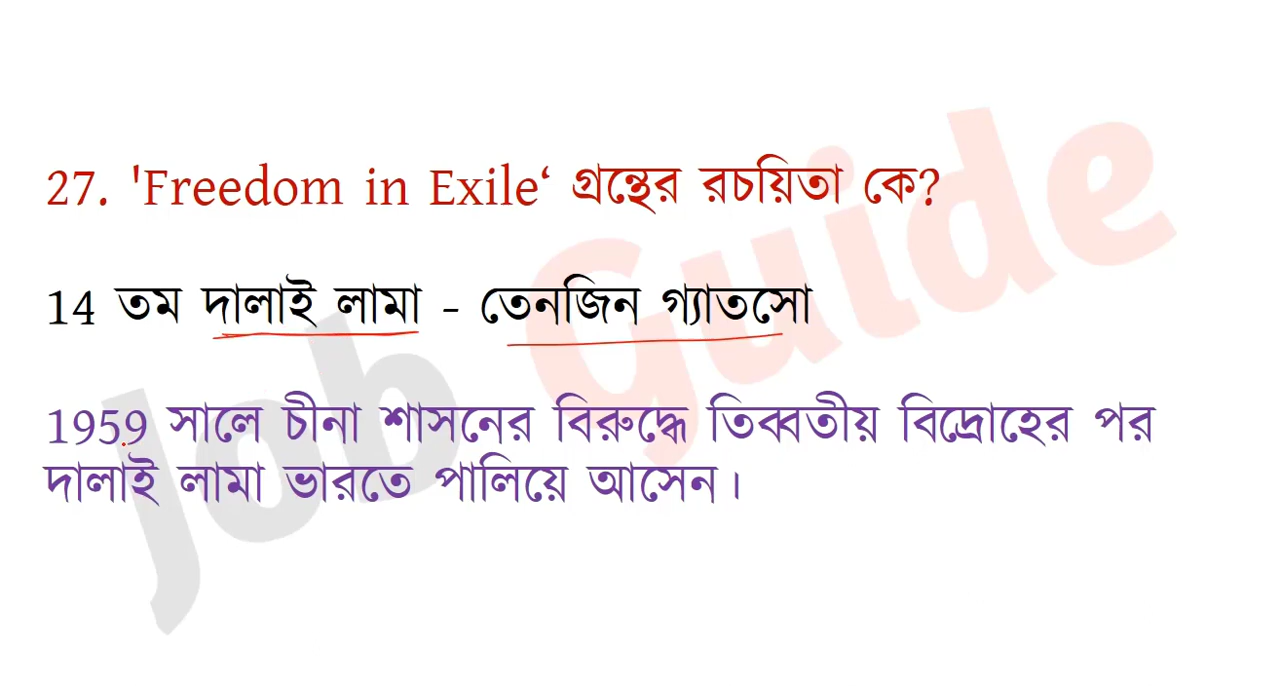 27. 'Freedom in Exile‘ গ্রন্থের রচয়িতা কে?
14 তম দালাই লামা - তেনজিন গ্যাতসো
1959 সালে চীনা শাসনের বিরুদ্ধে তিব্বতীয় বিদ্রোহের পর
দালাই লামা ভারতে পালিয়ে আসেন।
Job Guide